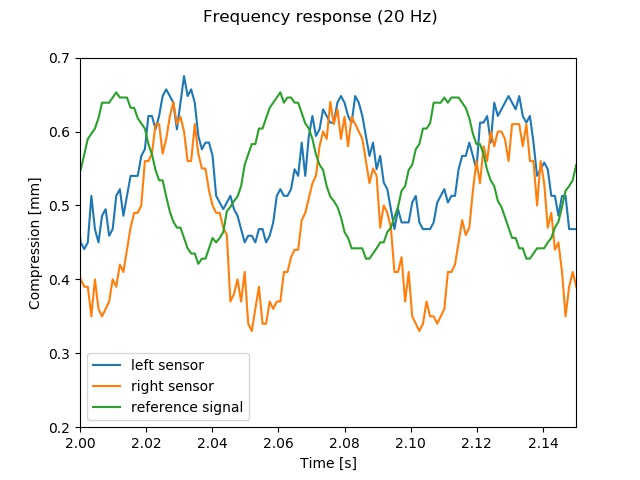 Frequency response (20 Hz)
0.7
0.6
0.5
0.4
0.3
0.2
Compression [mm]
left sensor
right sensor
reference signal
2.00 2.02 2.04 2.06 2.08 2.10 2.12 2.14
Time [s]